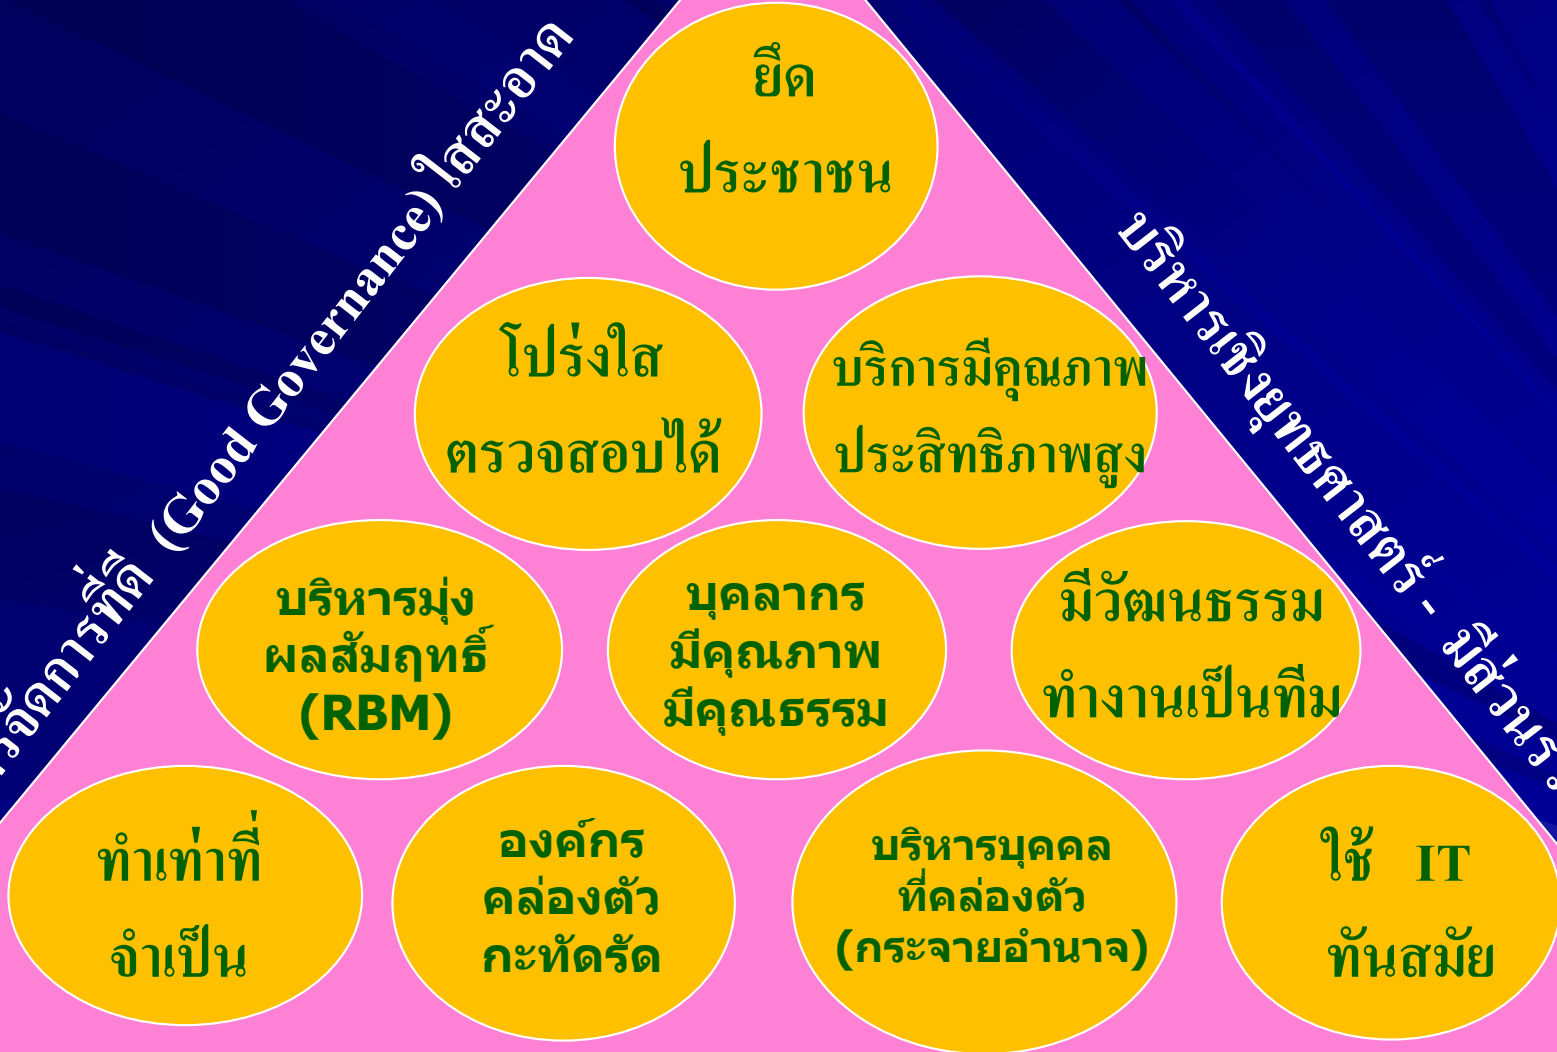 ยึด
ประชาชน
โปร่งใส
ตรวจสอบได้
บริการมีคุณภาพ
ประสิทธิภาพสูง
บริหารมุ่ง
ผลสัมฤทธิ์
(RBM)
บุคลากร
มีคุณภาพ
มีคุณธรรม
มีวัฒนธรรม
ทำงานเป็นทีม
ทำเท่าที่
จำเป็น
องค์กร
คล่องตัว
กะทัดรัด
บริหารบุคคล
ที่คล่องตัว
(กระจายอำนาจ)
ใช้ IT
ทันสมัย
จัดการที่ดี (Good Governance) ใสสะอาด
บริหารเชิงยุทธศาสตร์ - มีส่วนร